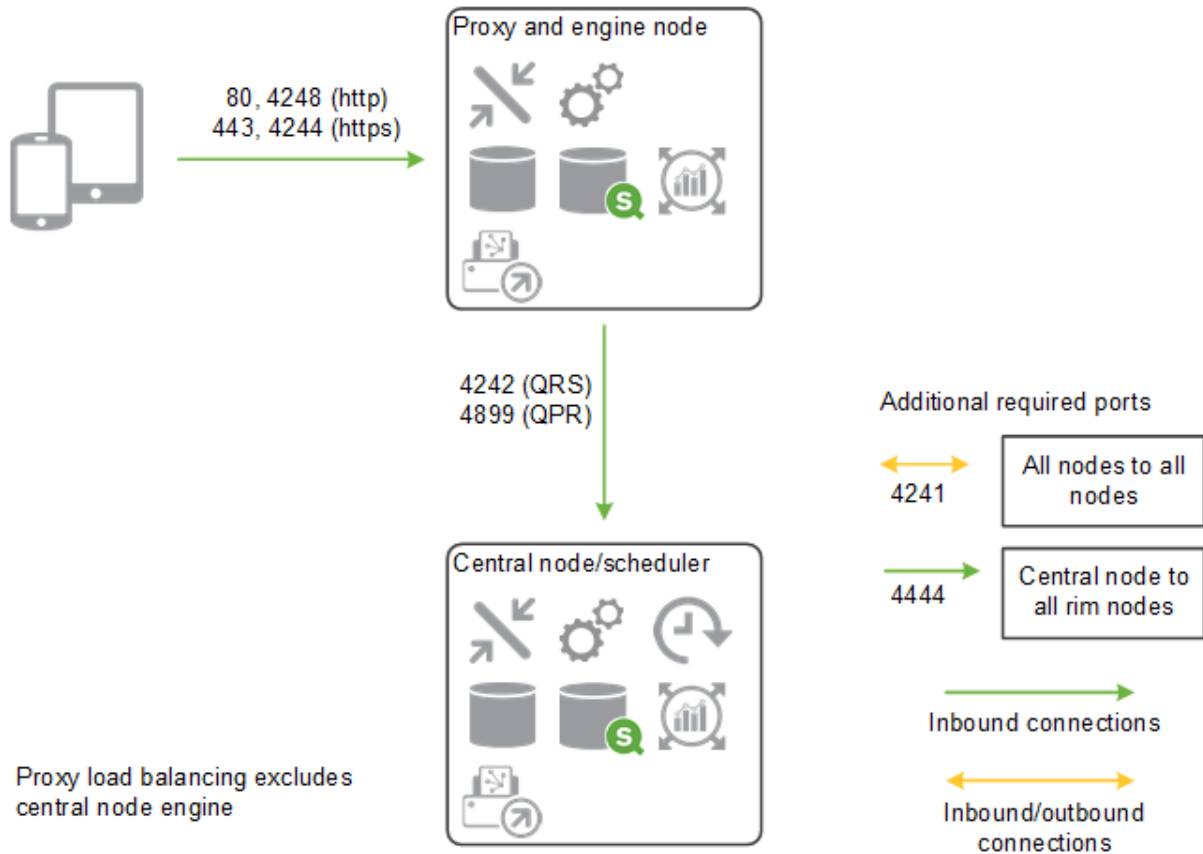 Proxy and engine node
80, 4248 (http)
443, 4244 (https)
S
4242 (QRS)
4899 (QPR)
Additional required ports
4241
All nodes to all
nodes
Central node/scheduler
4444
Central node to
all rim nodes
S
Inbound connections
Proxy load balancing excludes
central node engine
Inbound/outbound
connections